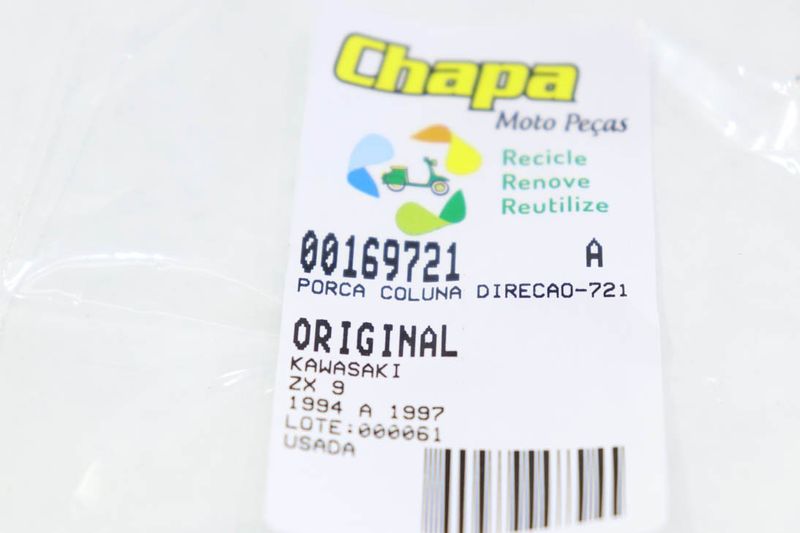 Chapa
Moto Peças
Recicle
Renove
Reutilize
00169721 A
PORCA COLUNA DIRECAO-721
ORIGINAL
KAWASAKI
ZX 9
1994 A 1997
LOTE:000061
USADA